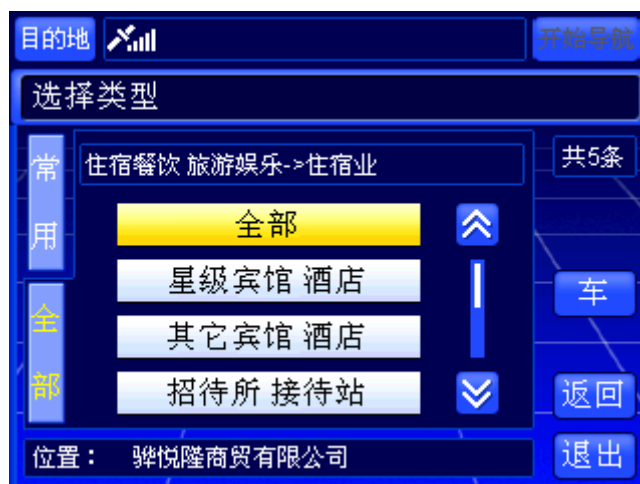 目的地
开始导航
选择类型
常用
住宿餐饮 旅游娱乐->住宿业
共5条
全部
星级宾馆 酒店
车
其它宾馆 酒店
全部
招待所 接待站
返回
位置： 骅悦隆商贸有限公司
退出